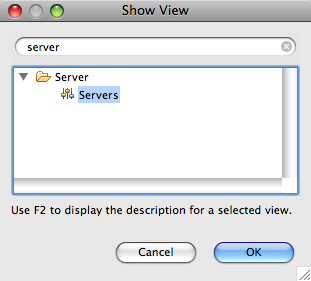 Show View
server
Server
Servers
Use F2 to display the description for a selected view.
Cancel
OK